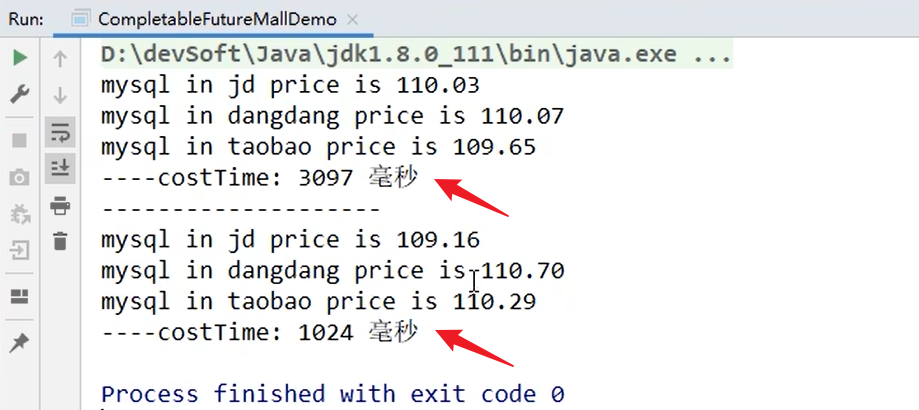 Run: CompletableFutureMallDemo
D:\devSoft\Java\jdk1.8.0_111\bin\java.exe ...
mysql in jd price is 110.03
mysql in dangdang price is 110.07
mysql in taobao price is 109.65
----costTime: 3097 毫秒
--------------------
mysql in jd price is 109.16
mysql in dangdang price is 110.70
mysql in taobao price is 110.29
----costTime: 1024 毫秒
Process finished with exit code 0